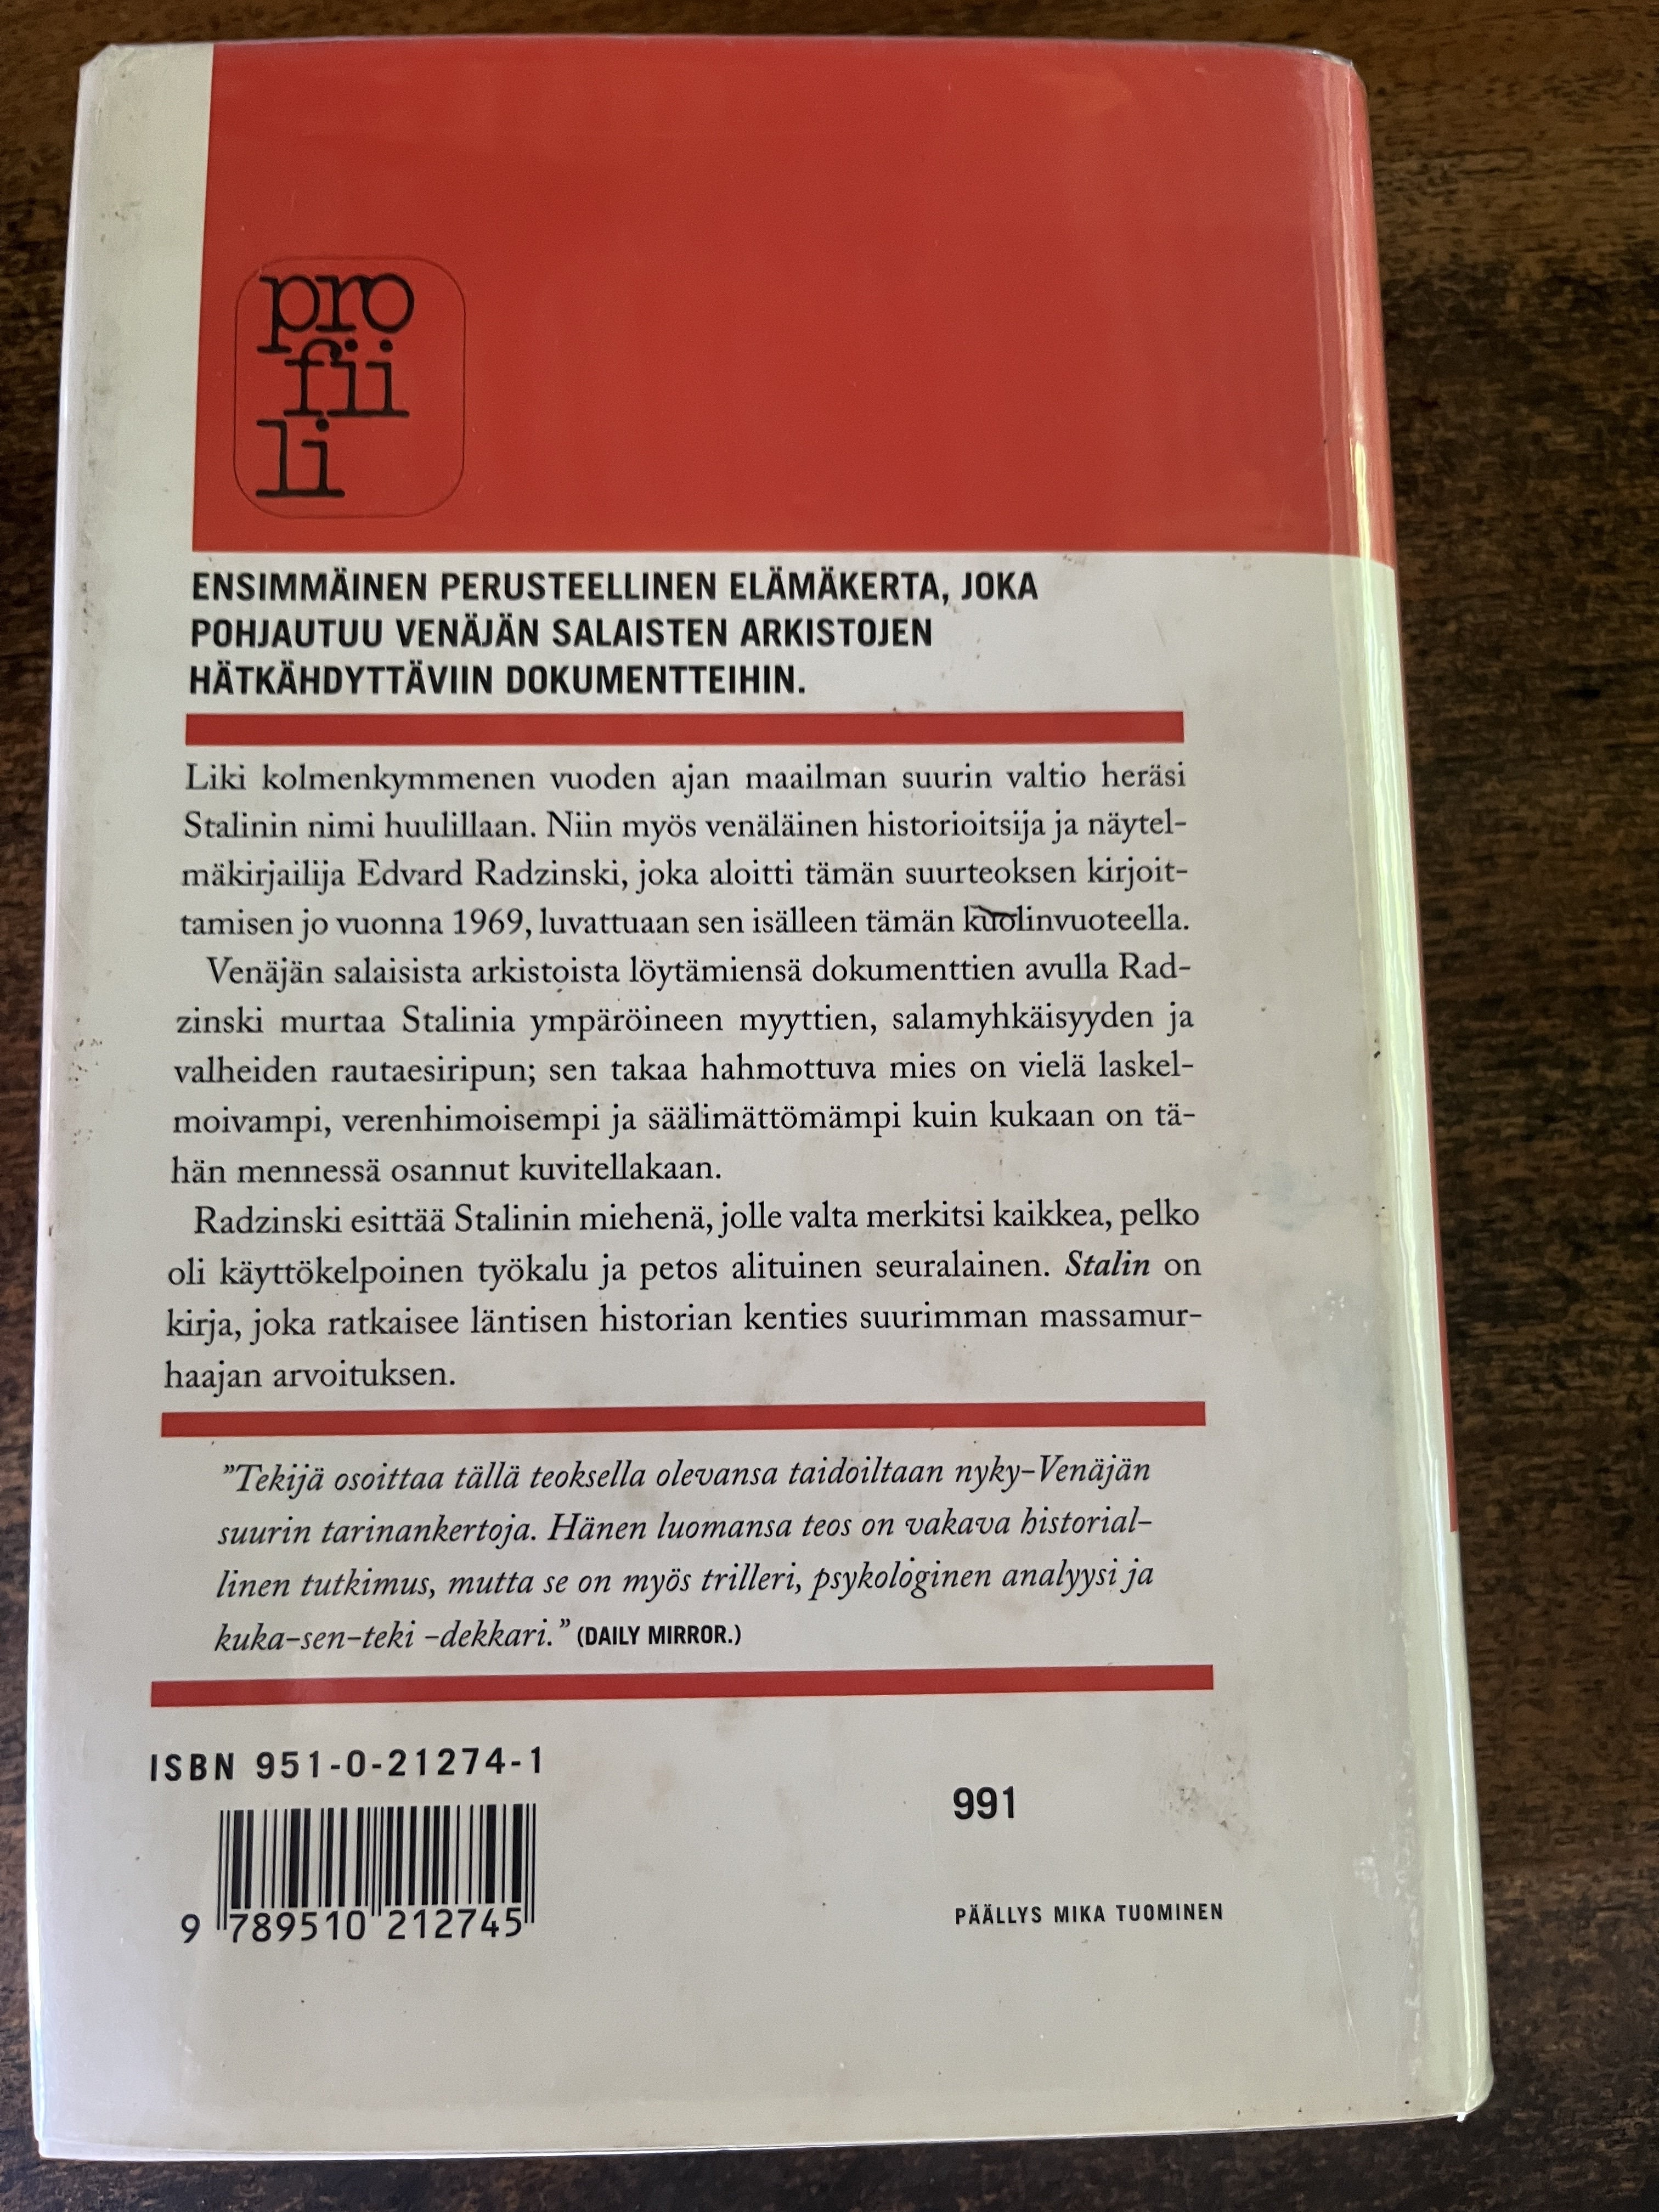 pro
fii
li
ENSIMMÄINEN PERUSTEELLINEN ELÄMÄKERTA, JOKA
POHJAUTUU VENÄJÄN SALAISTEN ARKISTOJEN
HÄTKÄHDYTTÄVIIN DOKUMENTTEIHIN.
Liki kolmenkymmenen vuoden ajan maailman suurin valtio heräsi
Stalinin nimi huulillaan. Niin myös venäläinen historioitsija ja näytel-
mäkirjailija Edvard Radzinski, joka aloitti tämän suurteoksen kirjoit-
tamisen jo vuonna 1969, luvattuaan sen isälleen tämän kuolinvuoteella.
Venäjän salaisista arkistoista löytämiensä dokumenttien avulla Rad-
zinski murtaa Stalinia ympäröineen myyttien, salamyhkäisyyden ja
valheiden rautaesiripun; sen takaa hahmottuva mies on vielä laskel-
moivampi, verenhimoisempi ja säälimättömämpi kuin kukaan on tä-
hän mennessä osannut kuvitellakaan.
Radzinski esittää Stalinin miehenä, jolle valta merkitsi kaikkea, pelko
oli käyttökelpoinen työkalu ja petos alituinen seuralainen. Stalin on
kirja, joka ratkaisee läntisen historian kenties suurimman massamur-
haajan arvoituksen.
”Tekijä osoittaa tällä teoksella olevansa taidoiltaan nyky-Venäjän
suurin tarinankertoja. Hänen luomansa teos on vakava historial-
linen tutkimus, mutta se on myös trilleri, psykologinen analyysi ja
kuka-sen-teki -dekkari.” (DAILY MIRROR.)
ISBN 951-0-21274-1
991
9 789510 212745
PÄÄLLYS MIKA TUOMINEN